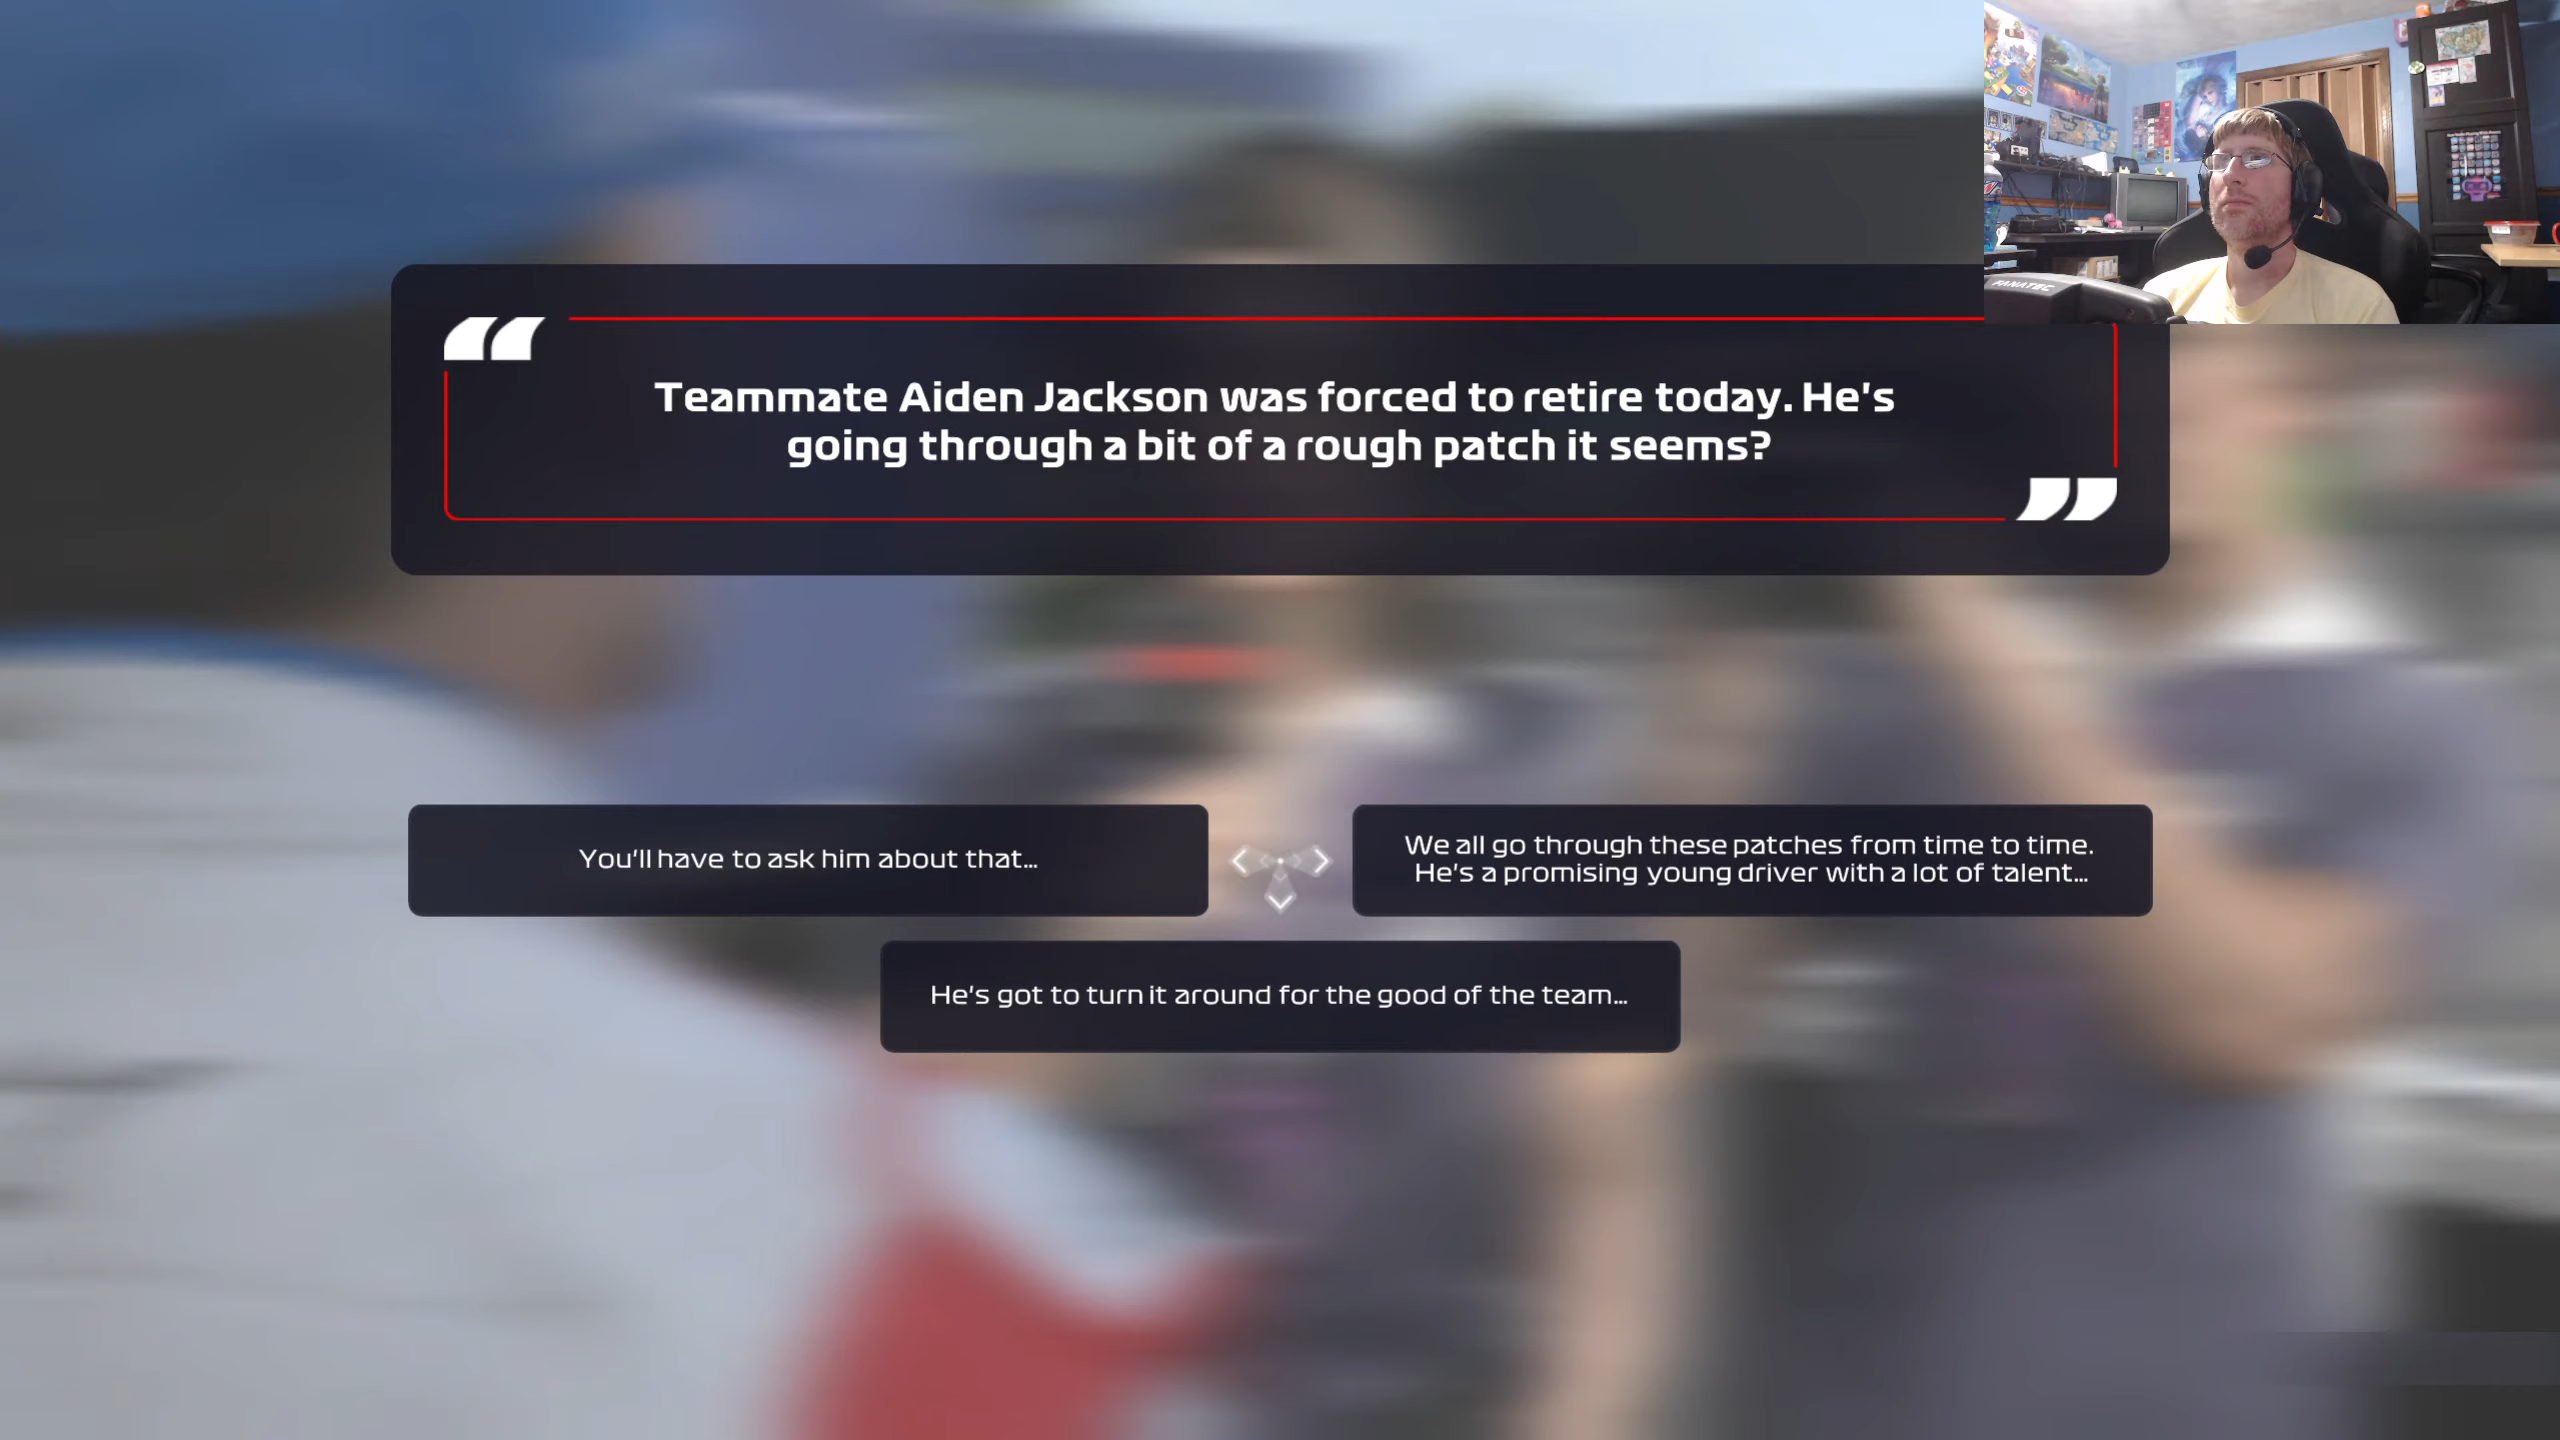 FANATEC
Teammate Aiden Jackson was forced to retire today. He's
going through a bit of a rough patch it seems?
You'll have to ask him about that...
We all go through these patches from time to time.
He's a promising young driver with a lot of talent...
He's got to turn it around for the good of the team...